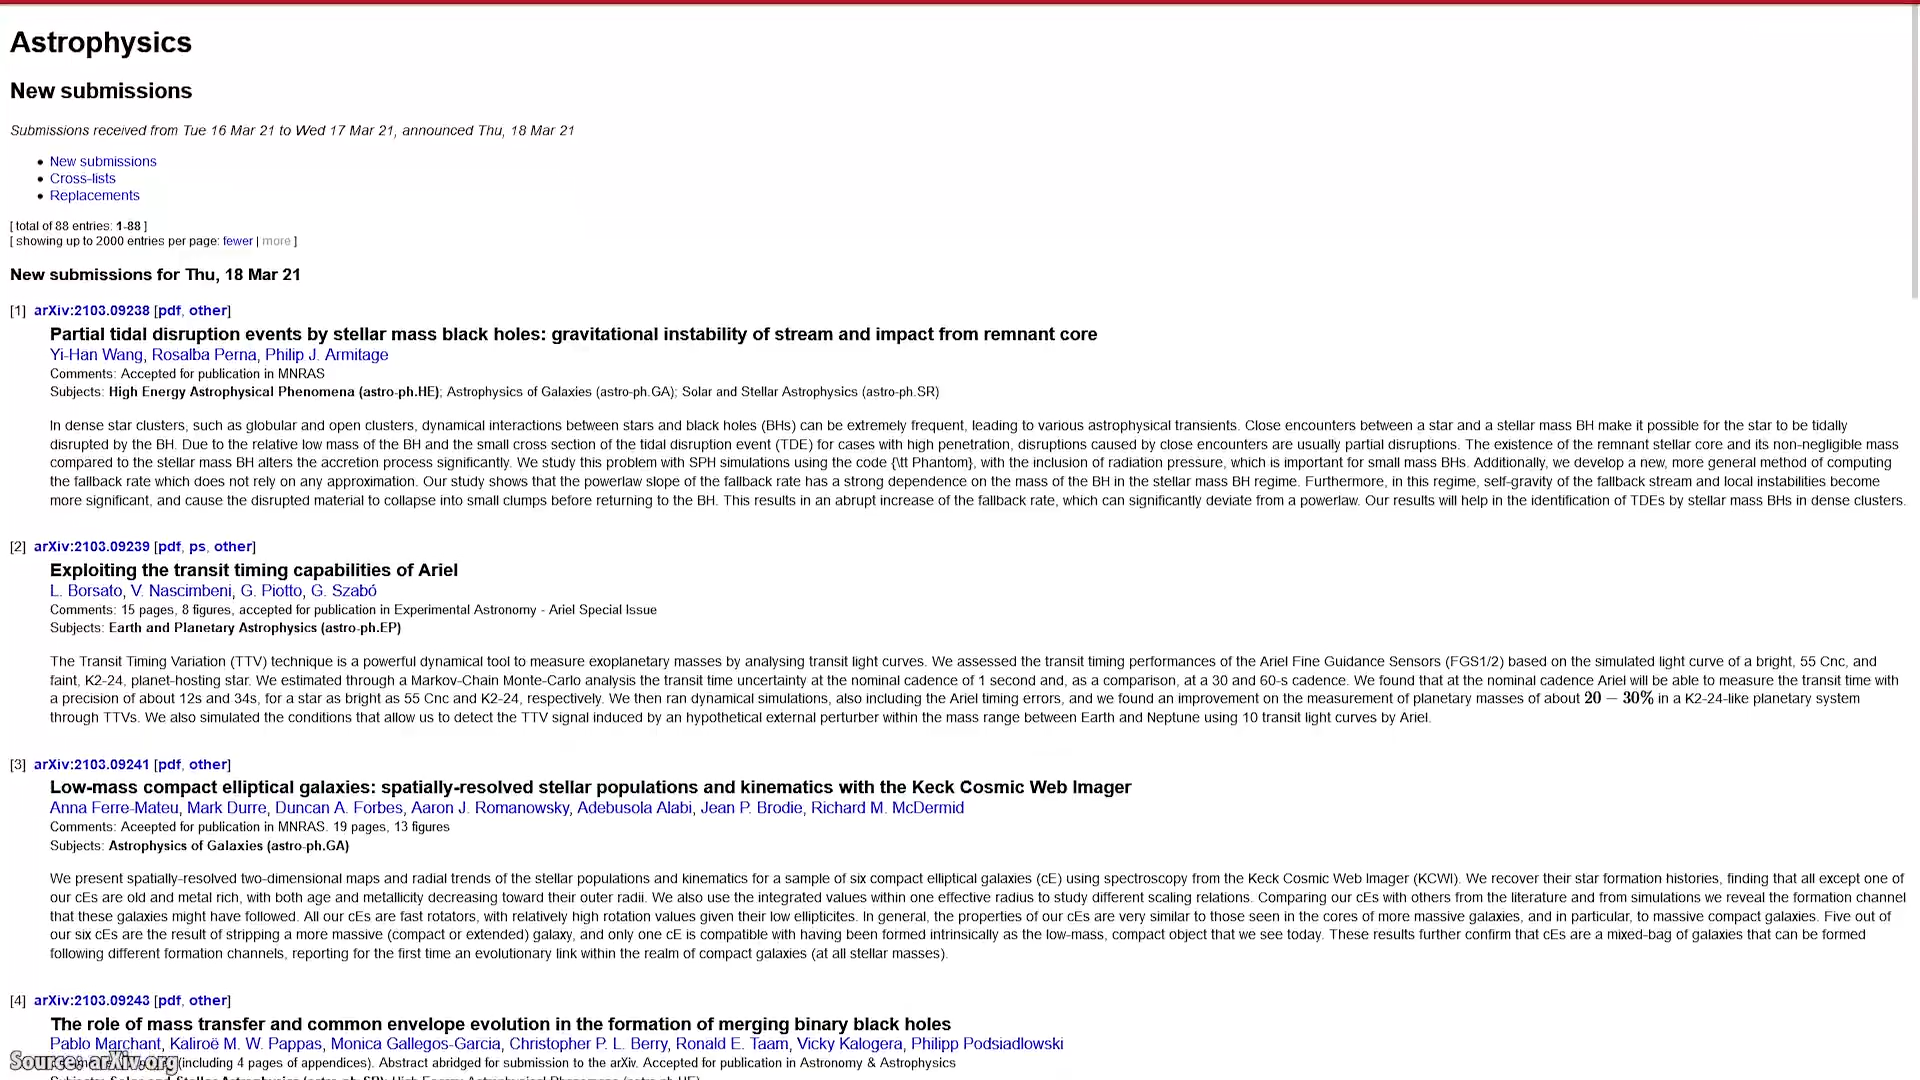 Astrophysics
New submissions
Submissions received from Tue 16 Mar 21 to Wed 17 Mar 21, announced Thu, 18 Mar 21
• New submissions
• Cross-lists
• Replacements
[ total of 88 entries: 1-88 ]
[ showing up to 2000 entries per page: fewer | more ]
New submissions for Thu, 18 Mar 21
[1] arXiv:2103.09238 [pdf, other]
Partial tidal disruption events by stellar mass black holes: gravitational instability of stream and impact from remnant core
Yi-Han Wang, Rosalba Perna, Philip J. Armitage
Comments: Accepted for publication in MNRAS
Subjects: High Energy Astrophysical Phenomena (astro-ph.HE); Astrophysics of Galaxies (astro-ph.GA); Solar and Stellar Astrophysics (astro-ph.SR)
In dense star clusters, such as globular and open clusters, dynamical interactions between stars and black holes (BHs) can be extremely frequent, leading to various astrophysical transients. Close encounters between a star and a stellar mass BH make it possible for the star to be tidally
disrupted by the BH. Due to the relative low mass of the BH and the small cross section of the tidal disruption event (TDE) for cases with high penetration, disruptions caused by close encounters are usually partial disruptions. The existence of the remnant stellar core and its non-negligible mass
compared to the stellar mass BH alters the accretion process significantly. We study this problem with SPH simulations using the code {\tt Phantom}, with the inclusion of radiation pressure, which is important for small mass BHs. Additionally, we develop a new, more general method of computing
the fallback rate which does not rely on any approximation. Our study shows that the powerlaw slope of the fallback rate has a strong dependence on the mass of the BH in the stellar mass BH regime. Furthermore, in this regime, self-gravity of the fallback stream and local instabilities become
more significant, and cause the disrupted material to collapse into small clumps before returning to the BH. This results in an abrupt increase of the fallback rate, which can significantly deviate from a powerlaw. Our results will help in the identification of TDEs by stellar mass BHs in dense clusters.
[2] arXiv:2103.09239 [pdf, ps, other]
Exploiting the transit timing capabilities of Ariel
L. Borsato, V. Nascimbeni, G. Piotto, G. Szabó
Comments: 15 pages, 8 figures, accepted for publication in Experimental Astronomy - Ariel Special Issue
Subjects: Earth and Planetary Astrophysics (astro-ph.EP)
The Transit Timing Variation (TTV) technique is a powerful dynamical tool to measure exoplanetary masses by analysing transit light curves. We assessed the transit timing performances of the Ariel Fine Guidance Sensors (FGS1/2) based on the simulated light curve of a bright, 55 Cnc, and
faint, K2-24, planet-hosting star. We estimated through a Markov-Chain Monte-Carlo analysis the transit time uncertainty at the nominal cadence of 1 second and, as a comparison, at a 30 and 60-s cadence. We found that at the nominal cadence Ariel will be able to measure the transit time with
a precision of about 12s and 34s, for a star as bright as 55 Cnc and K2-24, respectively. We then ran dynamical simulations, also including the Ariel timing errors, and we found an improvement on the measurement of planetary masses of about 20 − 30% in a K2-24-like planetary system
through TTVs. We also simulated the conditions that allow us to detect the TTV signal induced by an hypothetical external perturber within the mass range between Earth and Neptune using 10 transit light curves by Ariel.
[3] arXiv:2103.09241 [pdf, other]
Low-mass compact elliptical galaxies: spatially-resolved stellar populations and kinematics with the Keck Cosmic Web Imager
Anna Ferre-Mateu, Mark Durre, Duncan A. Forbes, Aaron J. Romanowsky, Adebusola Alabi, Jean P. Brodie, Richard M. McDermid
Comments: Aceepted for publication in MNRAS. 19 pages, 13 figures
Subjects: Astrophysics of Galaxies (astro-ph.GA)
We present spatially-resolved two-dimensional maps and radial trends of the stellar populations and kinematics for a sample of six compact elliptical galaxies (cE) using spectroscopy from the Keck Cosmic Web Imager (KCWI). We recover their star formation histories, finding that all except one of
our cEs are old and metal rich, with both age and metallicity decreasing toward their outer radii. We also use the integrated values within one effective radius to study different scaling relations. Comparing our cEs with others from the literature and from simulations we reveal the formation channel
that these galaxies might have followed. All our cEs are fast rotators, with relatively high rotation values given their low ellipticites. In general, the properties of our cEs are very similar to those seen in the cores of more massive galaxies, and in particular, to massive compact galaxies. Five out of
our six cEs are the result of stripping a more massive (compact or extended) galaxy, and only one cE is compatible with having been formed intrinsically as the low-mass, compact object that we see today. These results further confirm that cEs are a mixed-bag of galaxies that can be formed
following different formation channels, reporting for the first time an evolutionary link within the realm of compact galaxies (at all stellar masses).
[4] arXiv:2103.09243 [pdf, other]
The role of mass transfer and common envelope evolution in the formation of merging binary black holes
Pablo Marchant, Kaliroë M. W. Pappas, Monica Gallegos-Garcia, Christopher P. L. Berry, Ronald E. Taam, Vicky Kalogera, Philipp Podsiadlowski
Source: arXiv.org
(including 4 pages of appendices). Abstract abridged for submission to the arXiv. Accepted for publication in Astronomy & Astrophysics